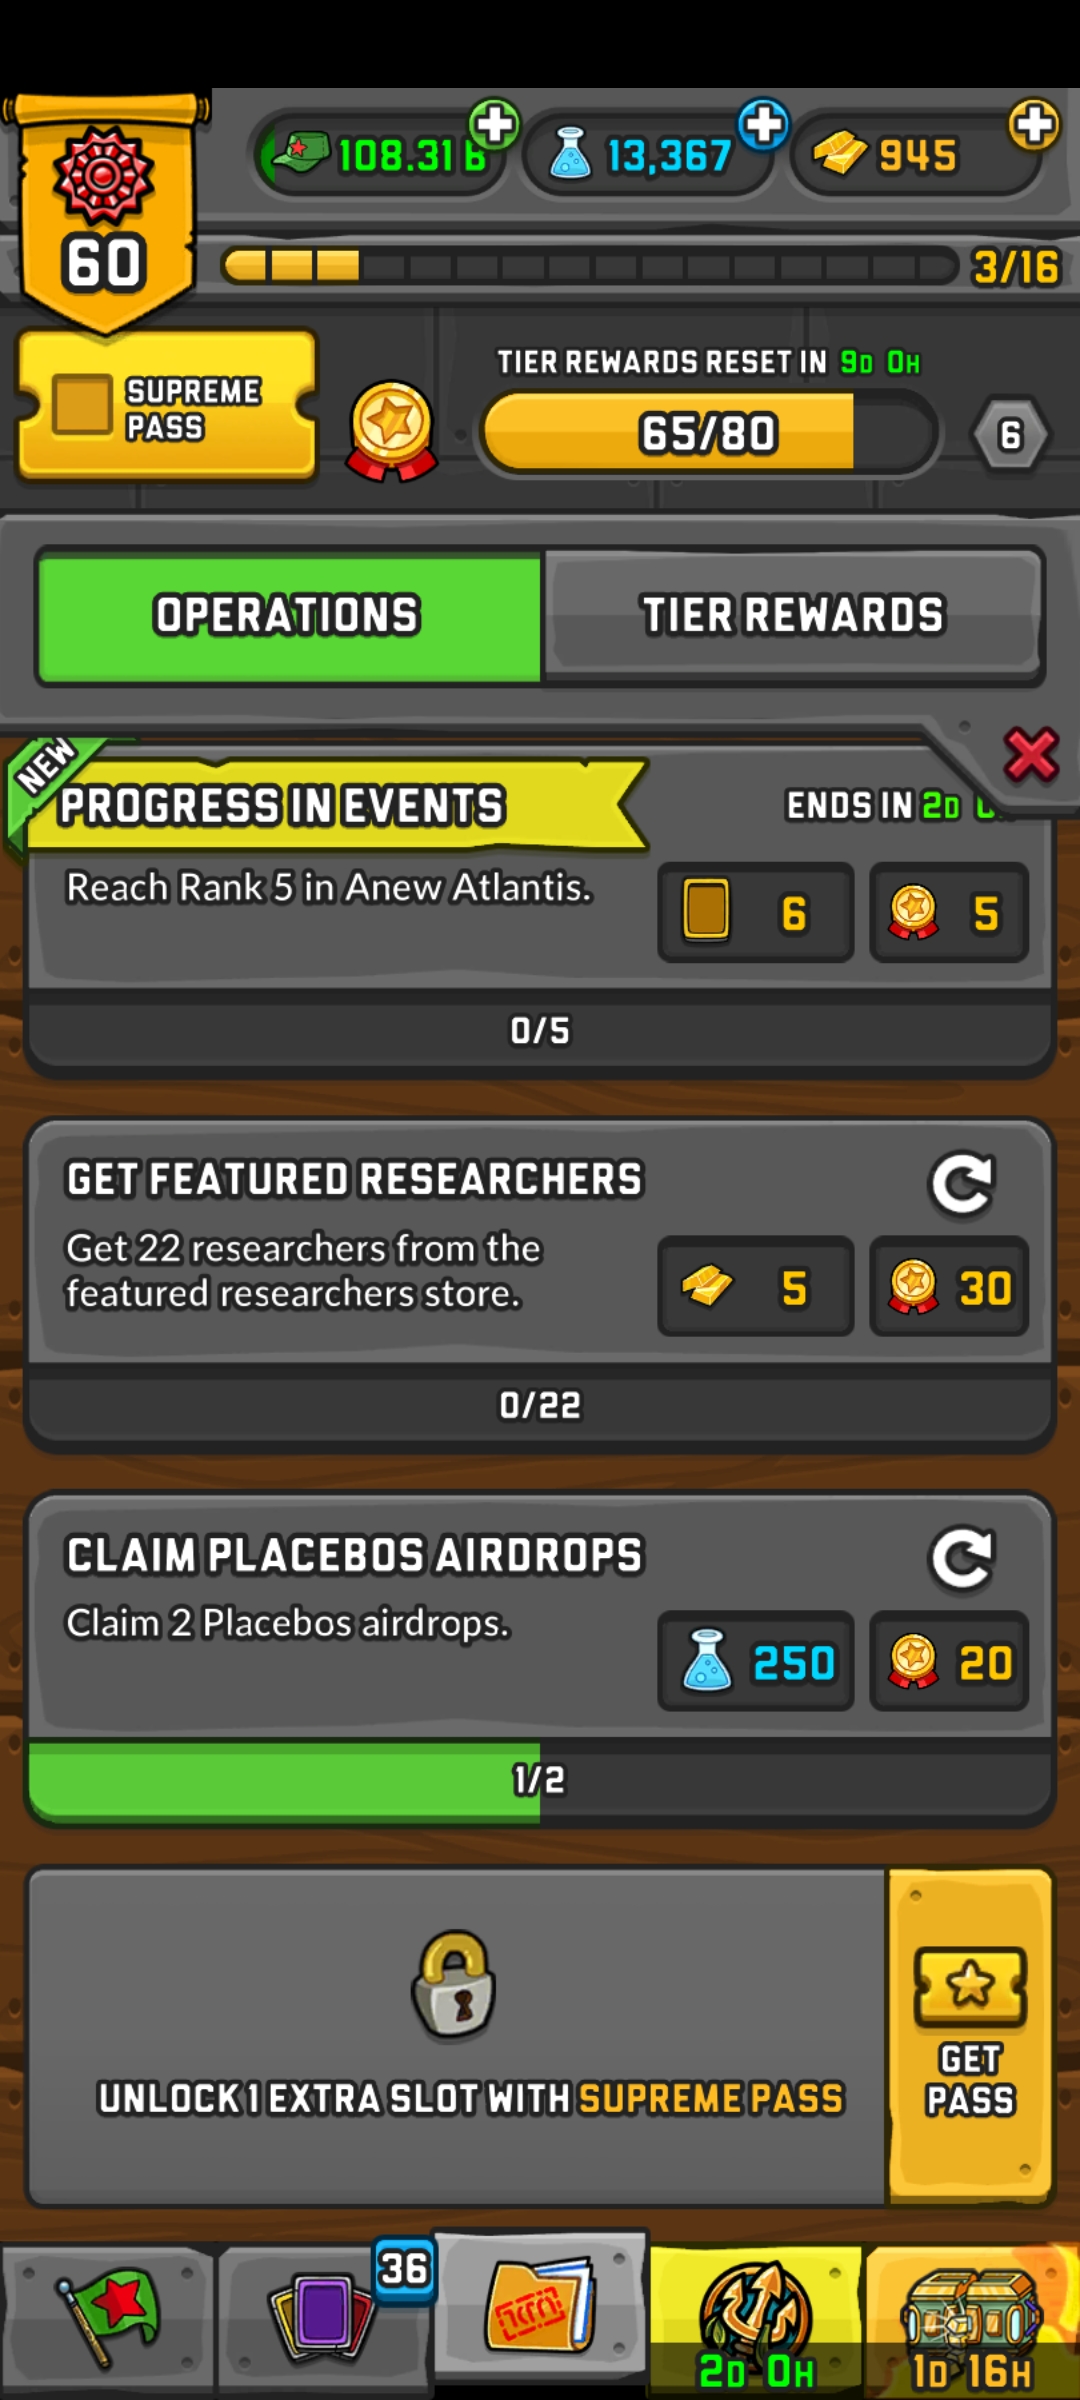 108.31B
13,367
945
60
3/16
SUPREME
PASS
TIER REWARDS RESET IN 9D 0H
65/80
6
OPERATIONS
TIER REWARDS
NEW
PROGRESS IN EVENTS
ENDS IN 2D
Reach Rank 5 in Anew Atlantis.
6
5
0/5
GET FEATURED RESEARCHERS
Get 22 researchers from the
featured researchers store.
5
30
0/22
CLAIM PLACEBOS AIRDROPS
Claim 2 Placebos airdrops.
250
20
1/2
UNLOCK 1 EXTRA SLOT WITH SUPREME PASS
GET
PASS
36
2D 0H
1D 16H